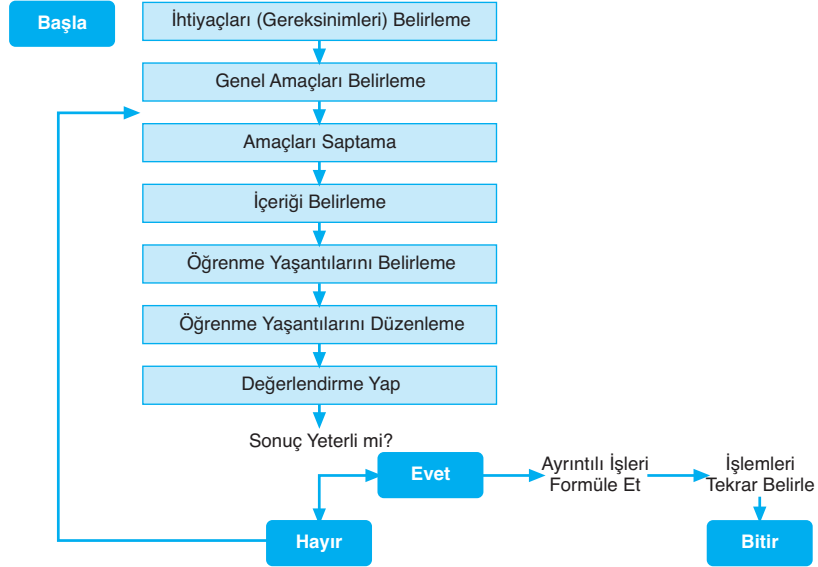 Başla
İhtiyaçları (Gereksinimleri) Belirleme
Genel Amaçları Belirleme
Amaçları Saptama
İçeriği Belirleme
Öğrenme Yaşantılarını Belirleme
Öğrenme Yaşantılarını Düzenleme
Değerlendirme Yap
Sonuç Yeterli mi?
Evet
Ayrıntılı İşleri
Formüle Et
İşlemleri
Tekrar Belirle
Hayır
Bitir